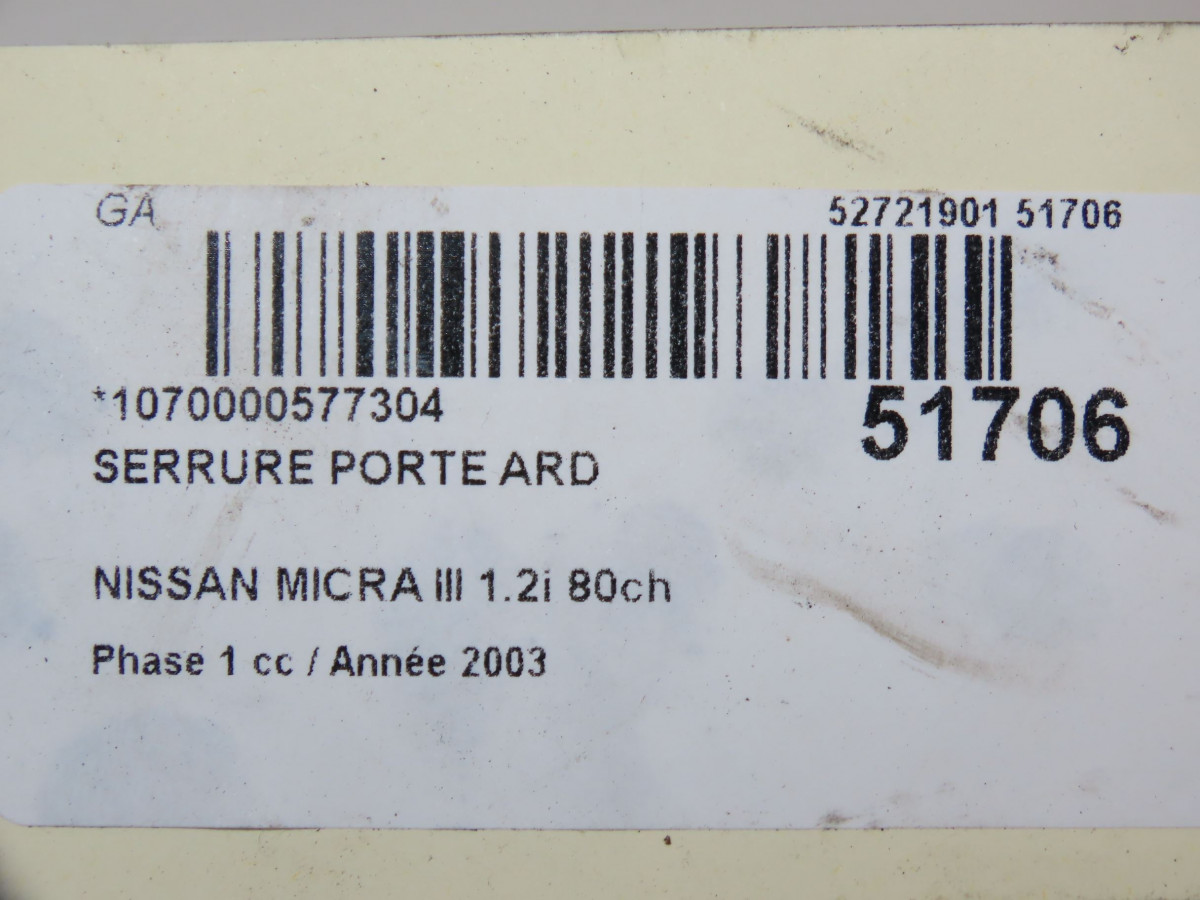 GA 52721901 51706
*1070000577304 51706
SERRURE PORTE ARD
NISSAN MICRA III 1.2i 80ch
Phase 1 cc / Année 2003